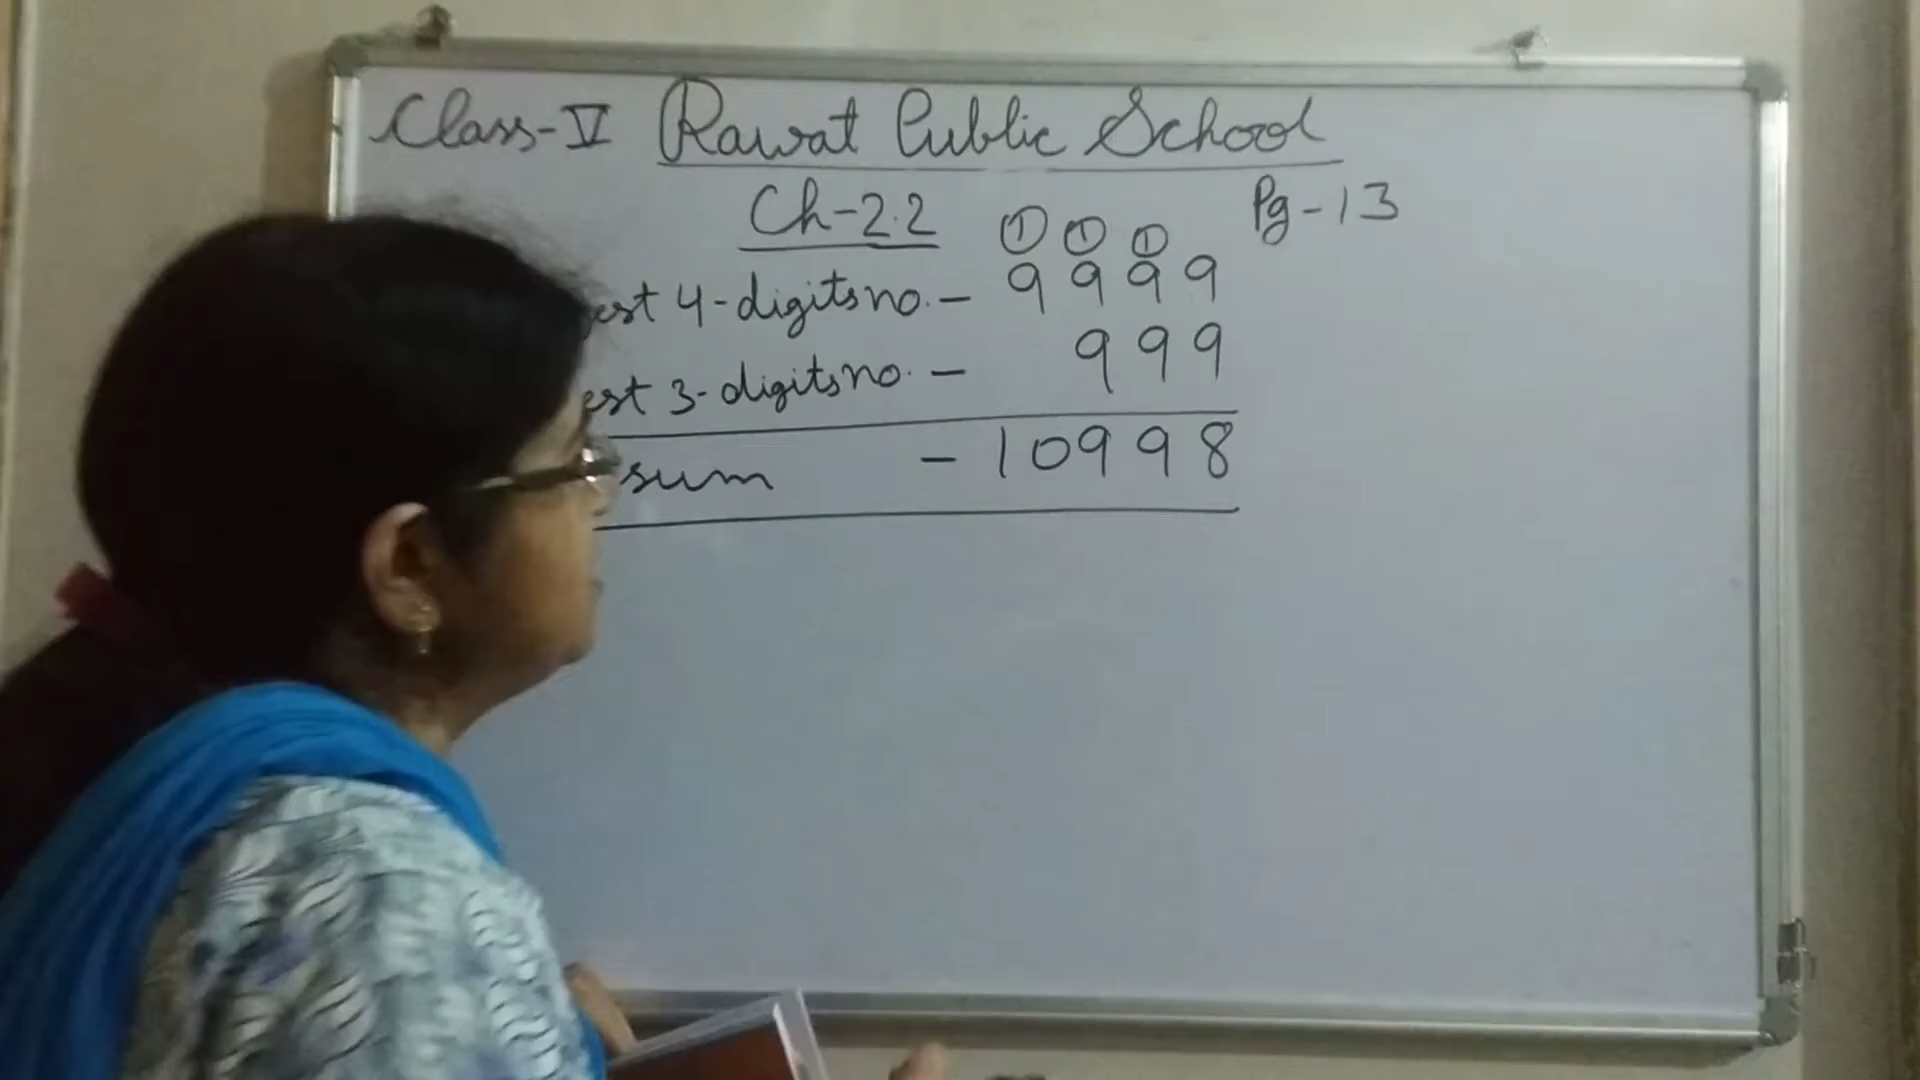 Class-V Rawat Public School
Ch-2.2 Pg-13
1 1 1
est 4-digits no. - 9999
est 3-digits no. - 999
sum - 10998